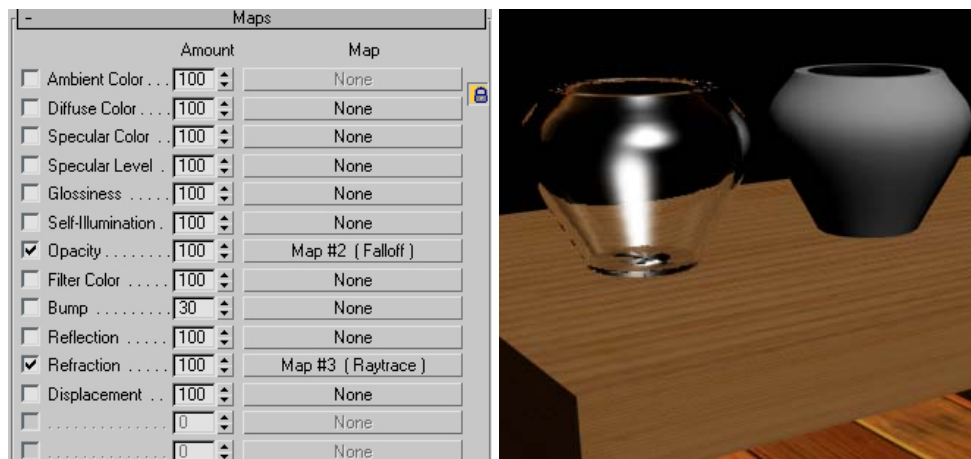 - Maps
Amount Map
Ambient Color . . . 100 None
Diffuse Color . . . . 100 None
Specular Color . . 100 None
Specular Level . 100 None
Glossiness . . . . . 100 None
Self-Illumination . 100 None
Opacity . . . . . . . . 100 Map #2 ( Falloff )
Filter Color . . . . . 100 None
Bump . . . . . . . . . 30 None
Reflection . . . . . 100 None
Refraction . . . . . 100 Map #3 ( Raytrace )
Displacement . . 100 None
. . . . . . . . . . . . . . 0 None
. . . . . . . . . . . . . . 0 None